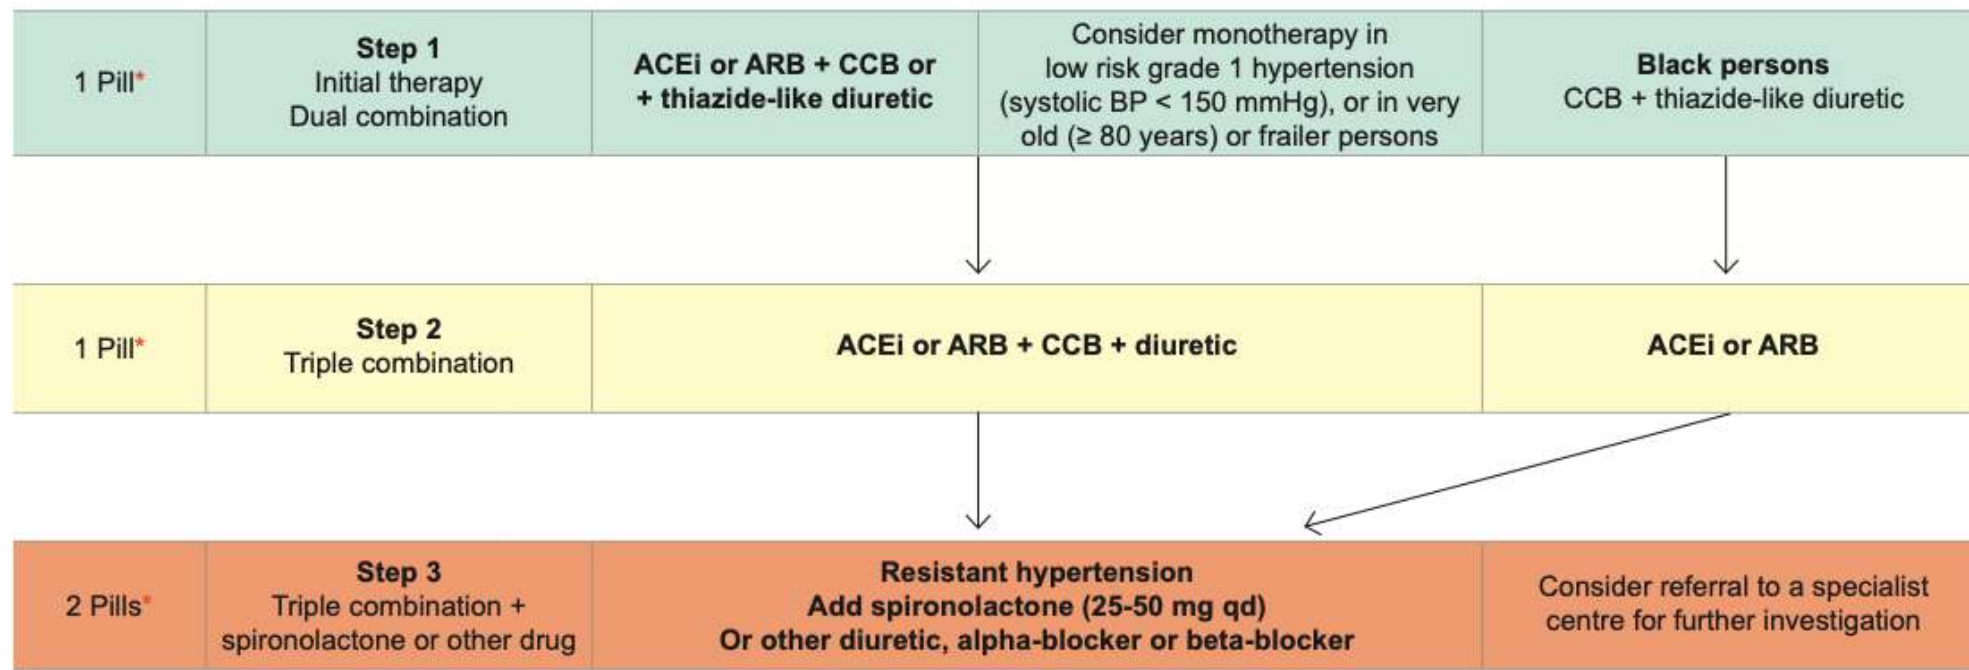 1 Pill*
Step 1
Initial therapy
Dual combination
ACEi or ARB + CCB or
+ thiazide-like diuretic
Consider monotherapy in
low risk grade 1 hypertension
(systolic BP < 150 mmHg), or in very
old (≥ 80 years) or frailer persons
Black persons
CCB + thiazide-like diuretic
1 Pill*
Step 2
Triple combination
ACEi or ARB + CCB + diuretic
ACEi or ARB
2 Pills*
Step 3
Triple combination +
spironolactone or other drug
Resistant hypertension
Add spironolactone (25-50 mg qd)
Or other diuretic, alpha-blocker or beta-blocker
Consider referral to a specialist
centre for further investigation